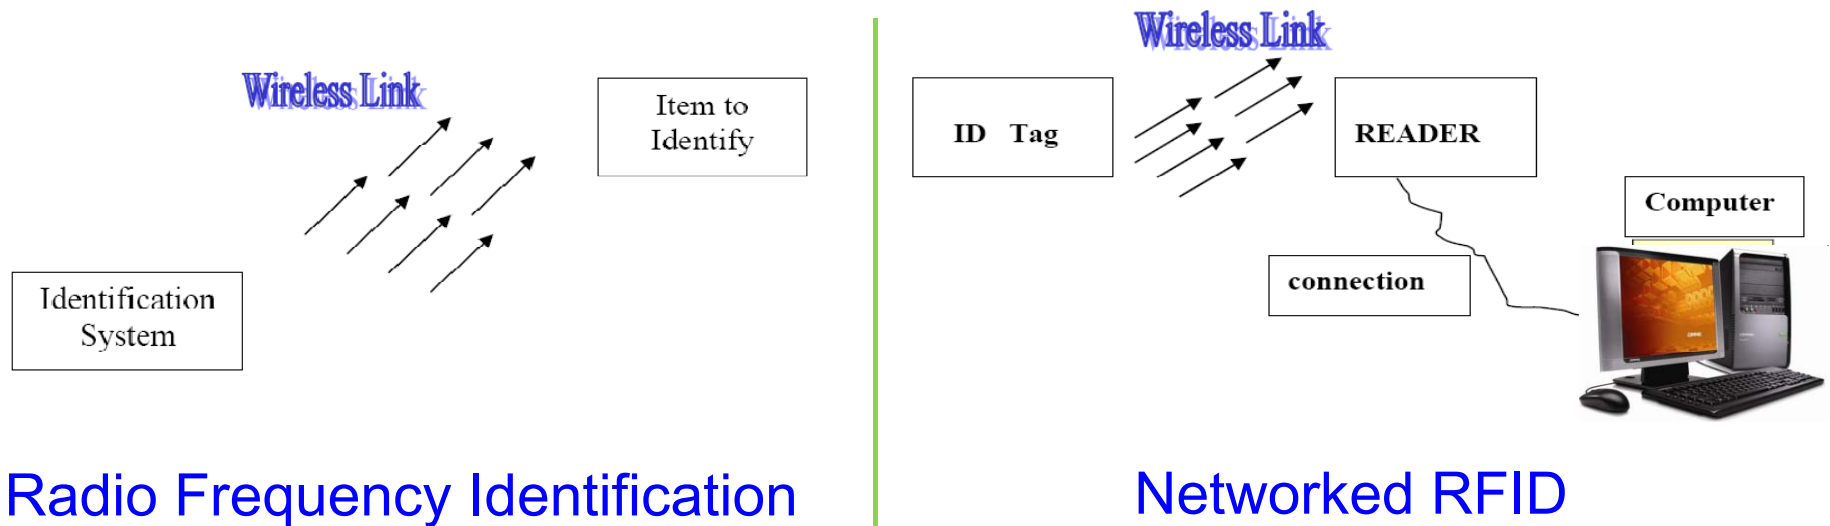 Wireless Link
Item to
Identify
Identification
System
Radio Frequency Identification
Wireless Link
ID Tag
READER
Computer
connection
Networked RFID